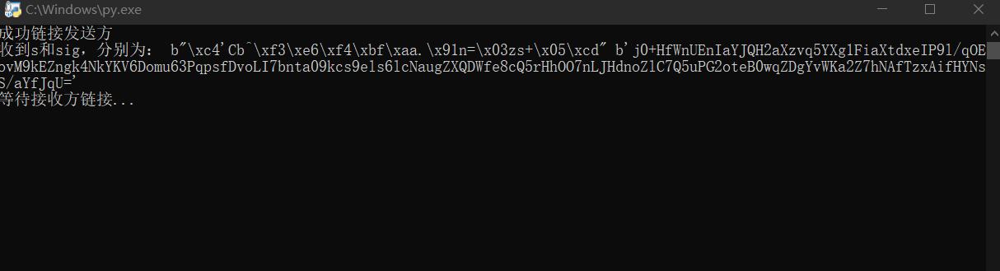 C:\Windows\py.exe
成功链接发送方
收到s和sig，分别为： b"\xc4'Cb^\xf3\xe6\xf4\xbf\xaa.\x9ln=\x03zs+\x05\xcd" b'j0+HfWnUEnIaYJQH2aXzvq5YXglFiaXtdxeIP9l/qOE
ovM9kEZngk4NkYKV6Domu63PqpsfDvoLI7bnta09kcs9els6lcNaugZXQDWfe8cQ5rHhOO7nLJHdnoZlC7Q5uPG2oteBOwqZDgYvWKa2Z7hNAfTzxAifHYNs
S/aYfJqU='
等待接收方链接...